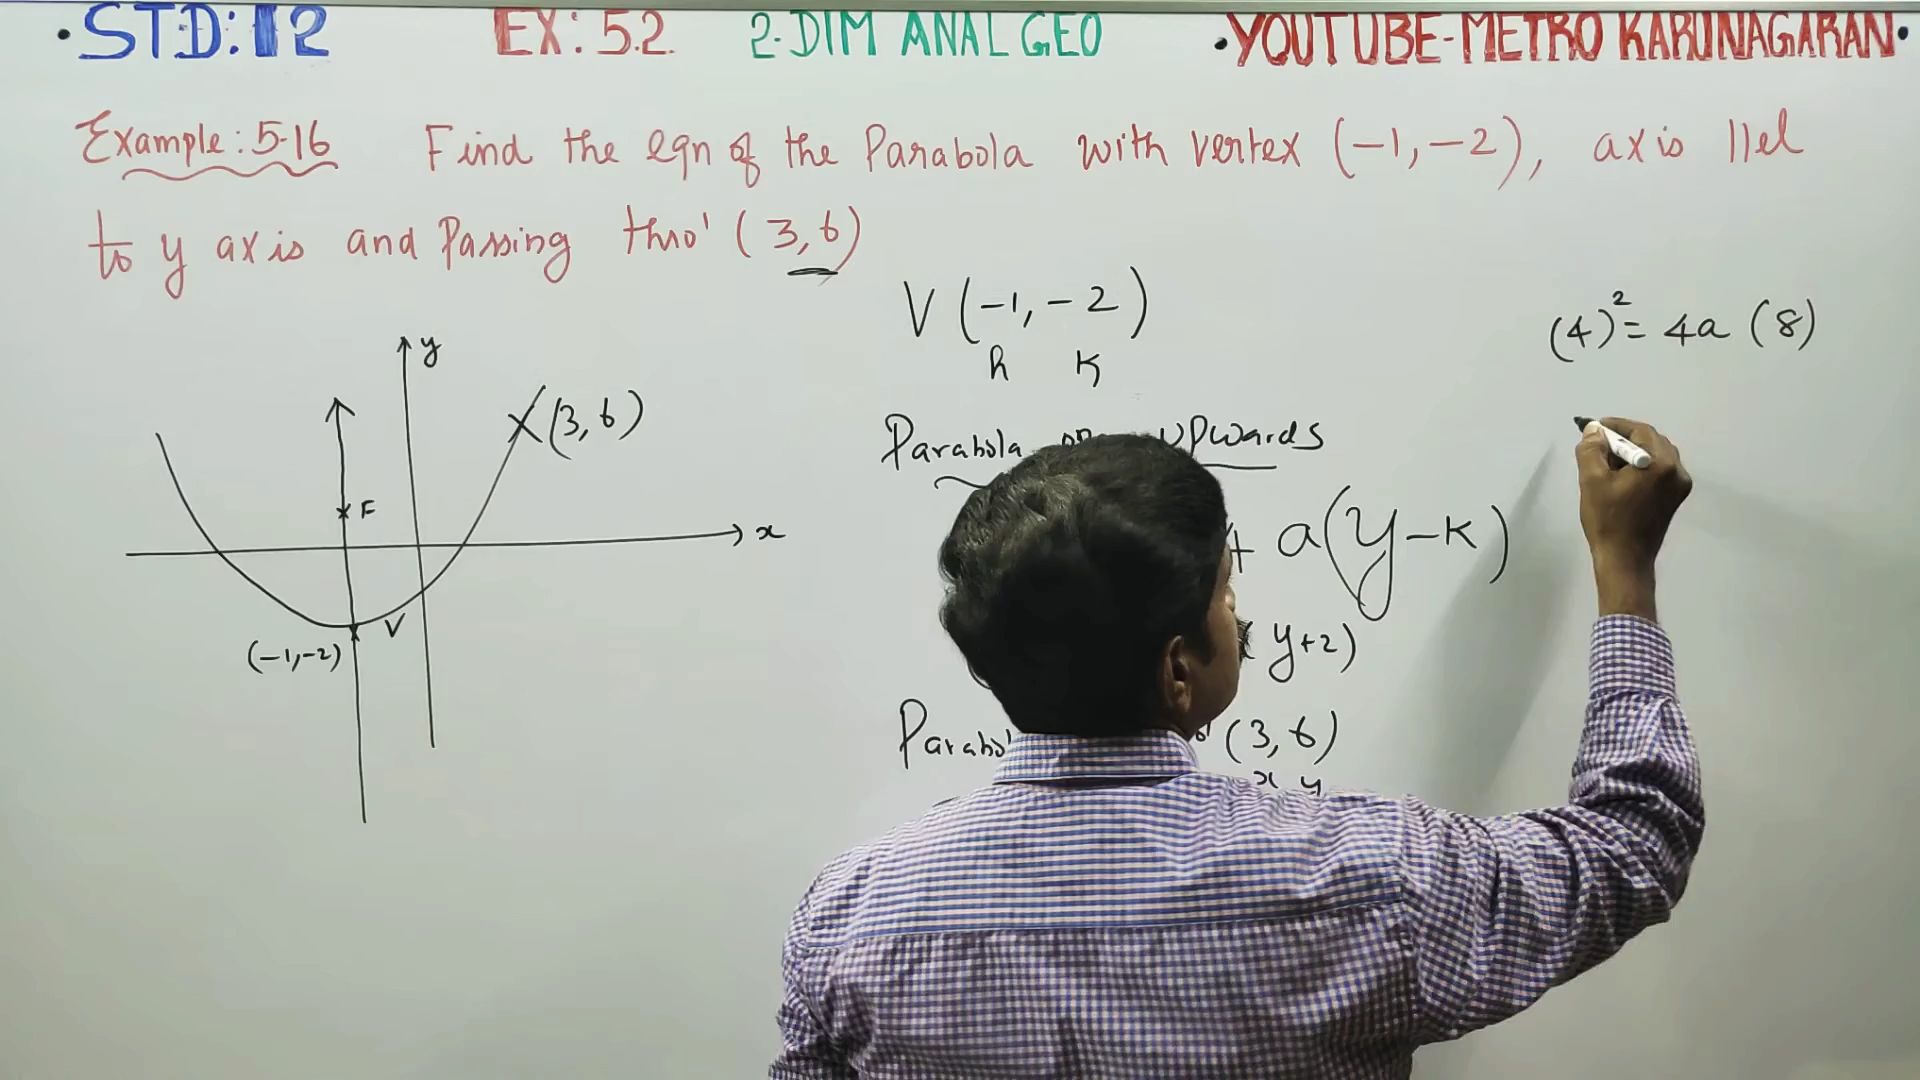 • STD: 12 EX: 5.2. 2-DIM ANAL GEO • YOUTUBE-METRO KARUNAGARAN •
Example: 5.16 Find the eqn of the Parabola with vertex (-1,-2), axis ||el
to y axis and Passing thro' (3,6)
V (-1,-2)
h k
(4)² = 4a (8)
y
(3,6)
F
x
V
(-1,-2)
Parabola upwards
a(y-k)
(y+2)
(3,6)
x y